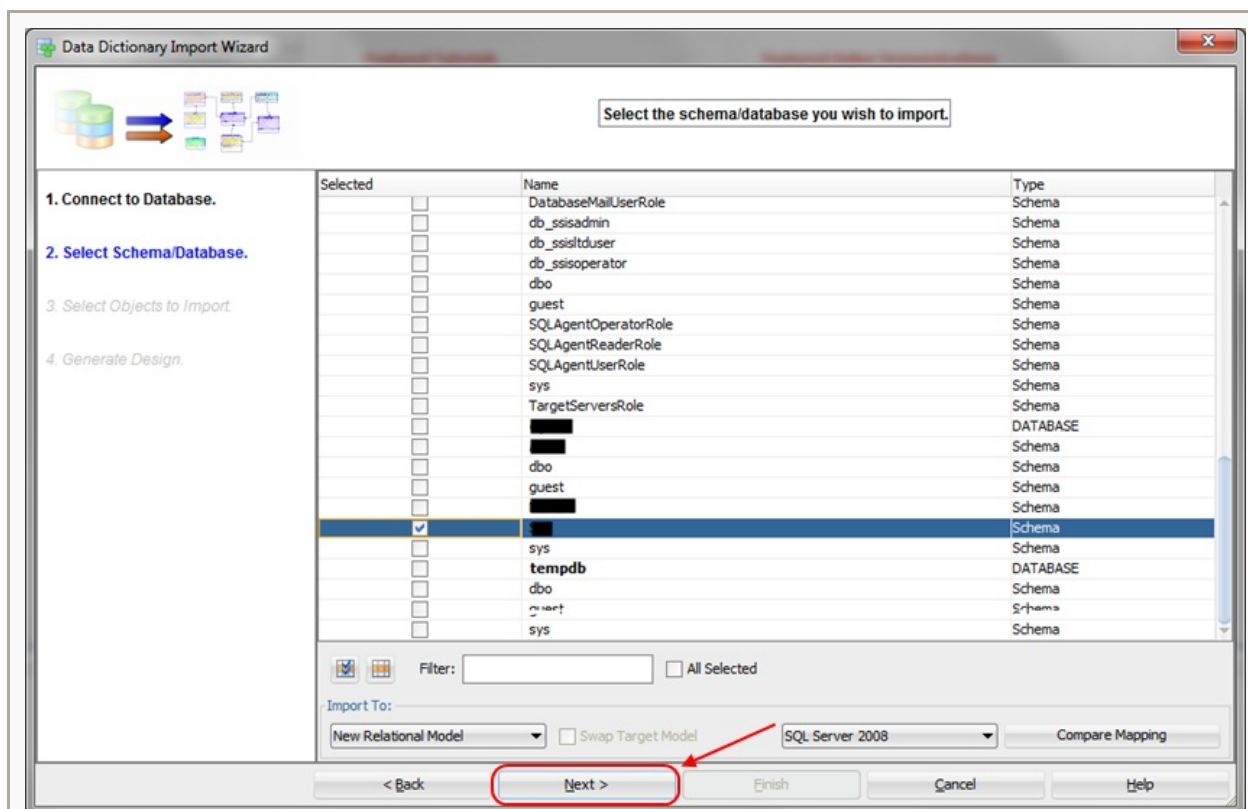 Data Dictionary Import Wizard
Select the schema/database you wish to import.
1. Connect to Database.
2. Select Schema/Database.
3. Select Objects to Import.
4. Generate Design.
Selected Name Type
DatabaseMailUserRole Schema
db_ssisadmin Schema
db_ssisltduser Schema
db_ssisoperator Schema
dbo Schema
guest Schema
SQLAgentOperatorRole Schema
SQLAgentReaderRole Schema
SQLAgentUserRole Schema
sys Schema
TargetServersRole Schema
DATABASE
Schema
dbo Schema
guest Schema
Schema
Schema
sys Schema
tempdb DATABASE
dbo Schema
guest Schema
sys Schema
Filter: All Selected
Import To:
New Relational Model Swap Target Model SQL Server 2008 Compare Mapping
< Back Next > Finish Cancel Help